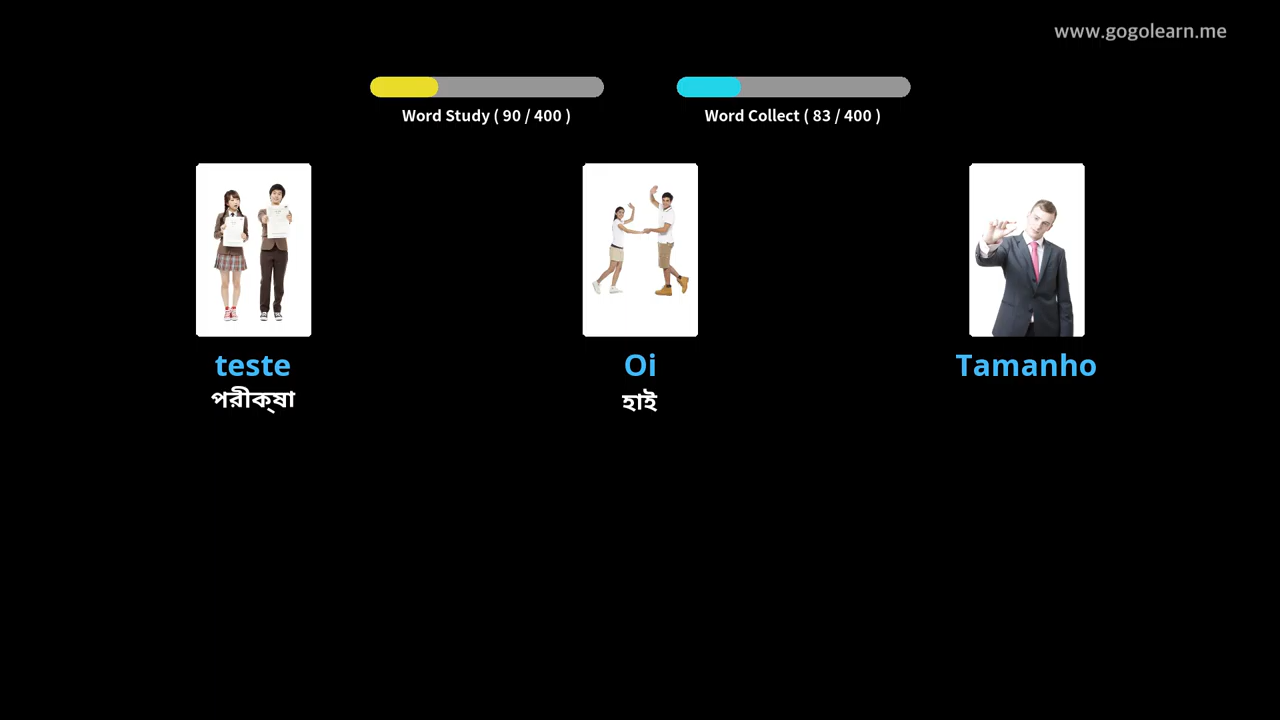 www.gogolearn.me
Word Study ( 90 / 400 )
Word Collect ( 83 / 400 )
teste
পরীক্ষা
Oi
হাই
Tamanho